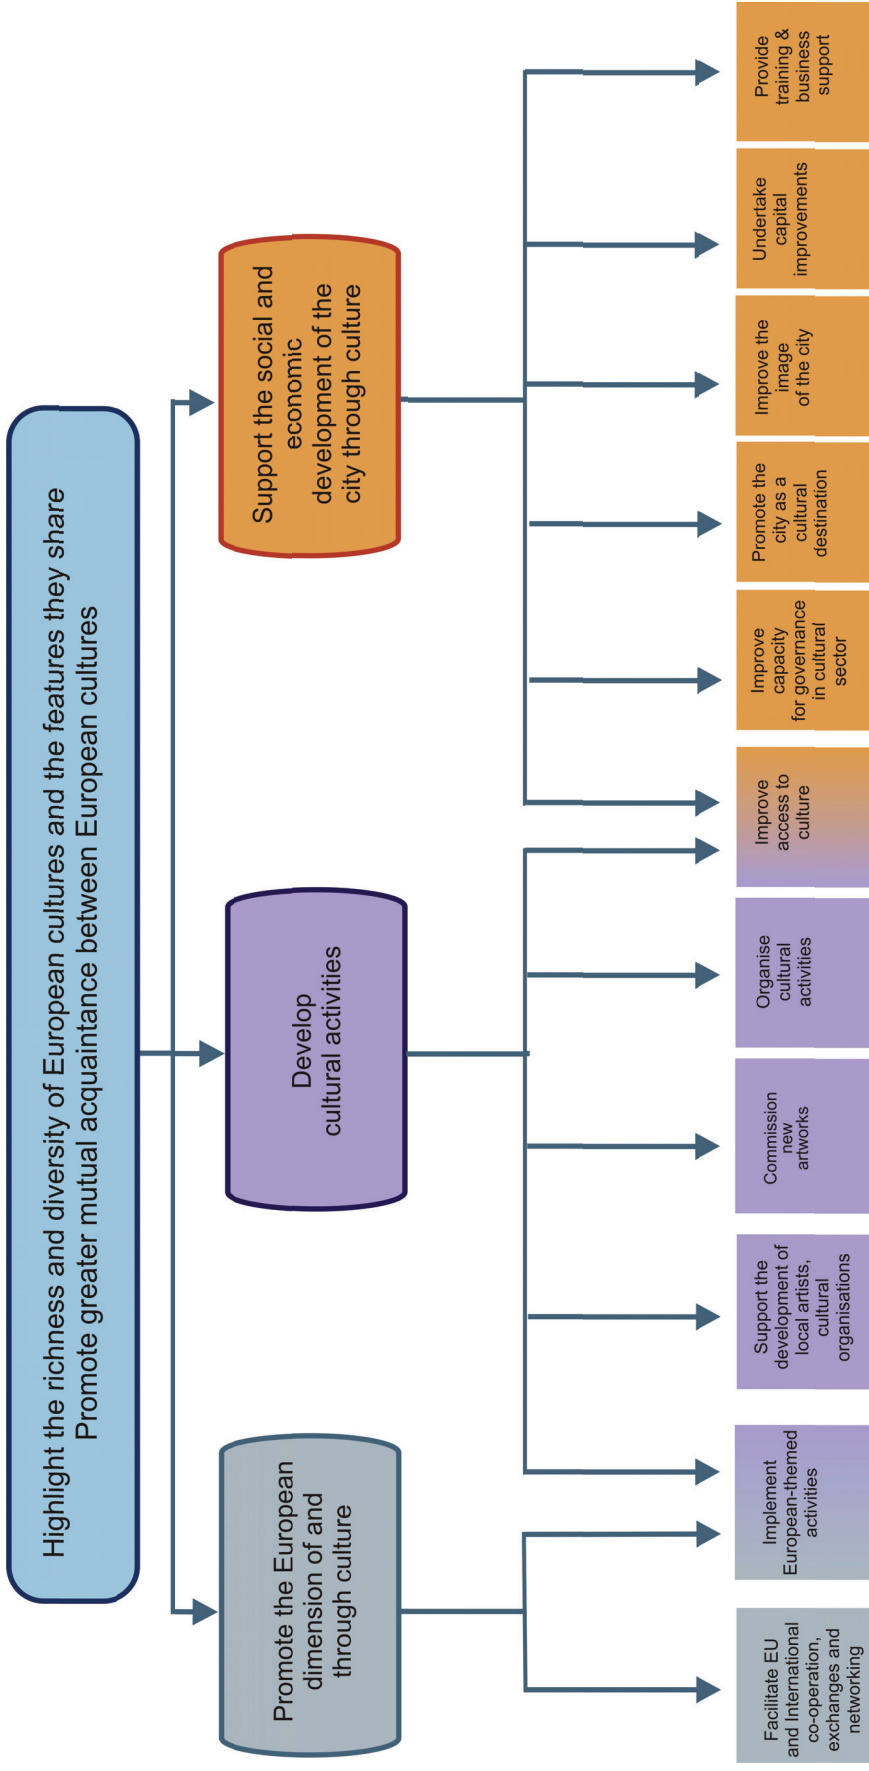 Highlight the richness and diversity of European cultures and the features they share
Promote greater mutual acquaintance between European cultures
Promote the European
dimension of and
through culture
Develop
cultural activities
Support the social and
economic
development of the
city through culture
Facilitate EU
and International
co-operation,
exchanges and
networking
Implement
European-themed
activities
Support the
development of
local artists,
cultural
organisations
Commission
new
artworks
Organise
cultural
activities
Improve
access to
culture
Improve
capacity
for governance
in cultural
sector
Promote the
city as a
cultural
destination
Improve the
image
of the city
Undertake
capital
improvements
Provide
training &
business
support